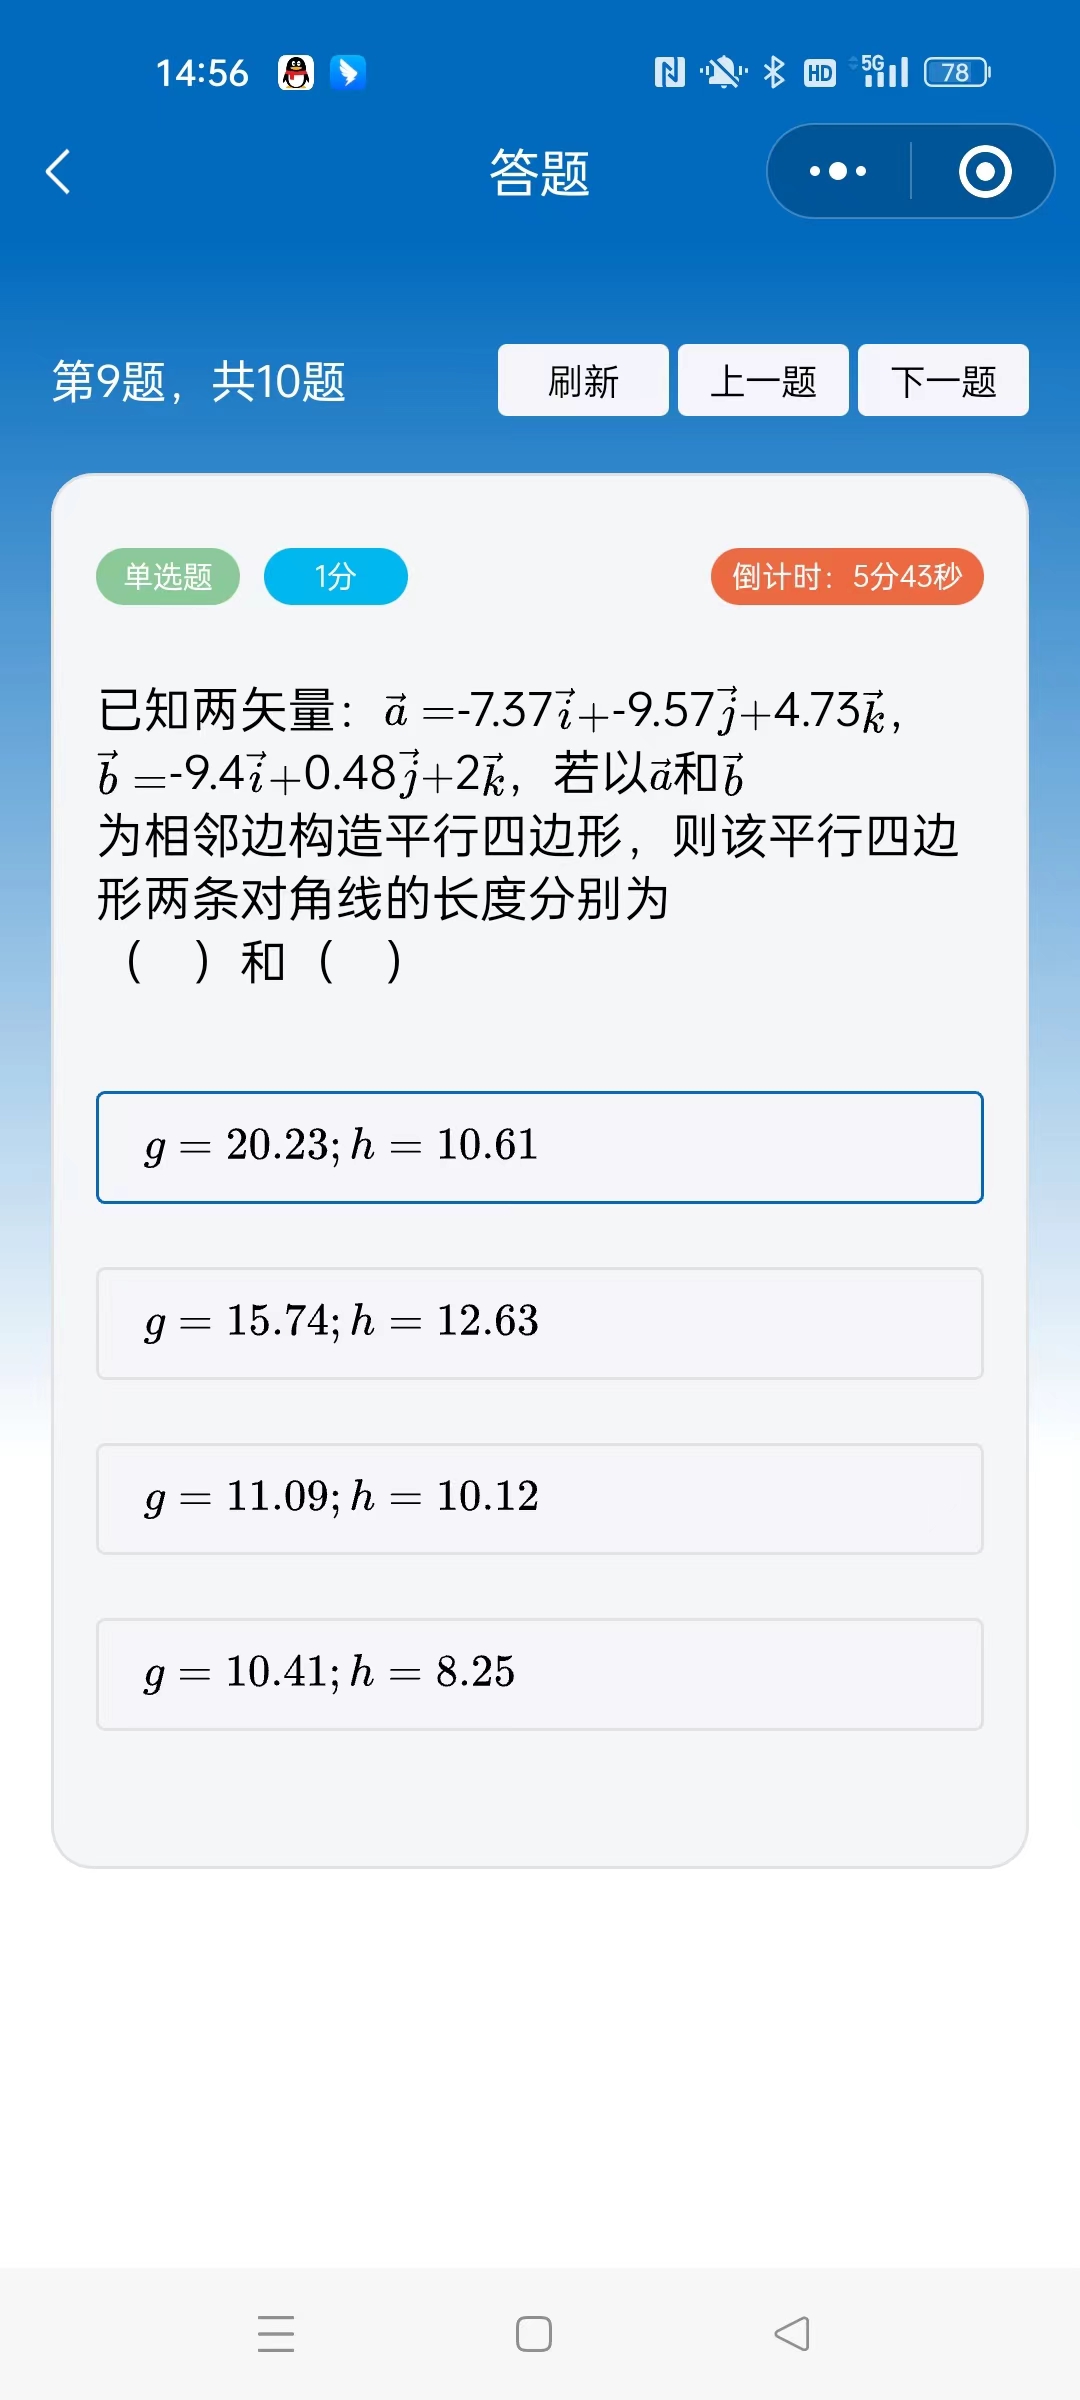 14:56 HD 5G 78
答题
第9题，共10题 刷新 上一题 下一题
单选题 1分 倒计时：5分43秒
已知两矢量：$\vec{a}$ =-7.37$\vec{i}$+-9.57$\vec{j}$+4.73$\vec{k}$,
$\vec{b}$ =-9.4$\vec{i}$+0.48$\vec{j}$+2$\vec{k}$，若以$\vec{a}$和$\vec{b}$
为相邻边构造平行四边形，则该平行四边
形两条对角线的长度分别为
（ ）和（ ）
g = 20.23; h = 10.61
g = 15.74; h = 12.63
g = 11.09; h = 10.12
g = 10.41; h = 8.25